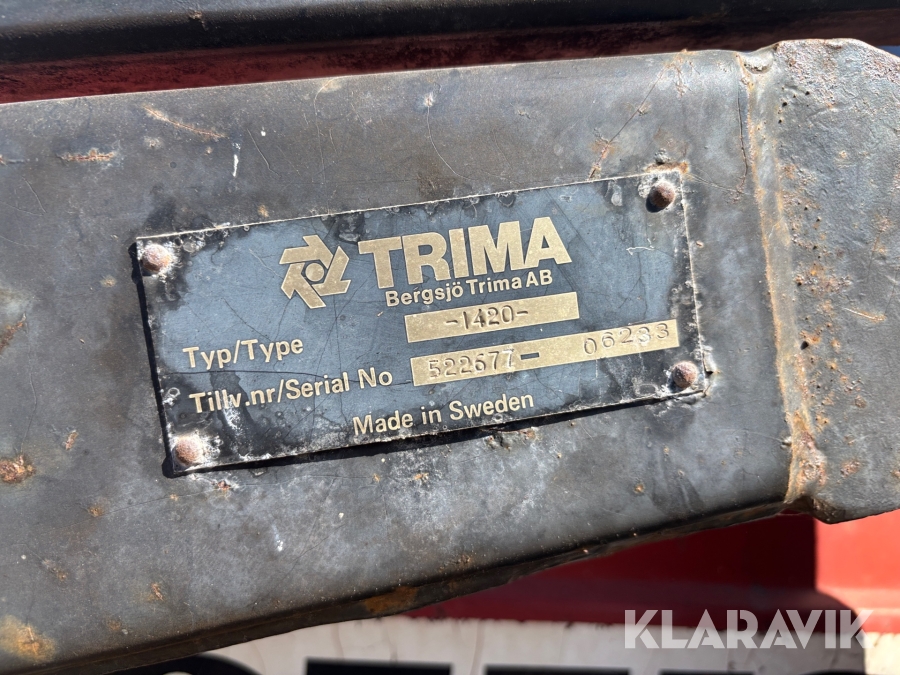 TRIMA
Bergsjö Trima AB
Typ/Type -1420-
Tillv.nr/Serial No 522677- 06233
Made in Sweden
KLARAVIK